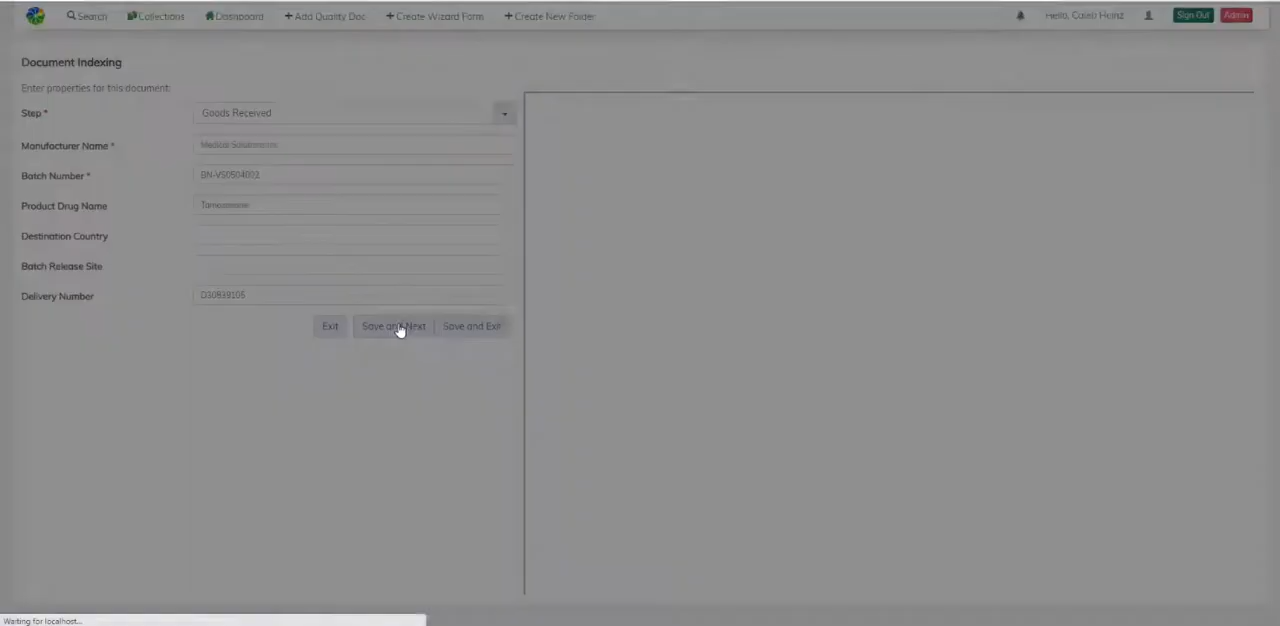 Search Collections Dashboard + Add Quality Doc + Create Wizard Form + Create New Folder Hello, Caleb Heinz Sign Out Admin
Document Indexing
Enter properties for this document:
Step * Goods Received
Manufacturer Name * Medical
Batch Number * BN-VS0504002
Product Drug Name
Destination Country
Batch Release Site
Delivery Number D30839105
Exit Save and Next Save and Exit
Waiting for localhost...